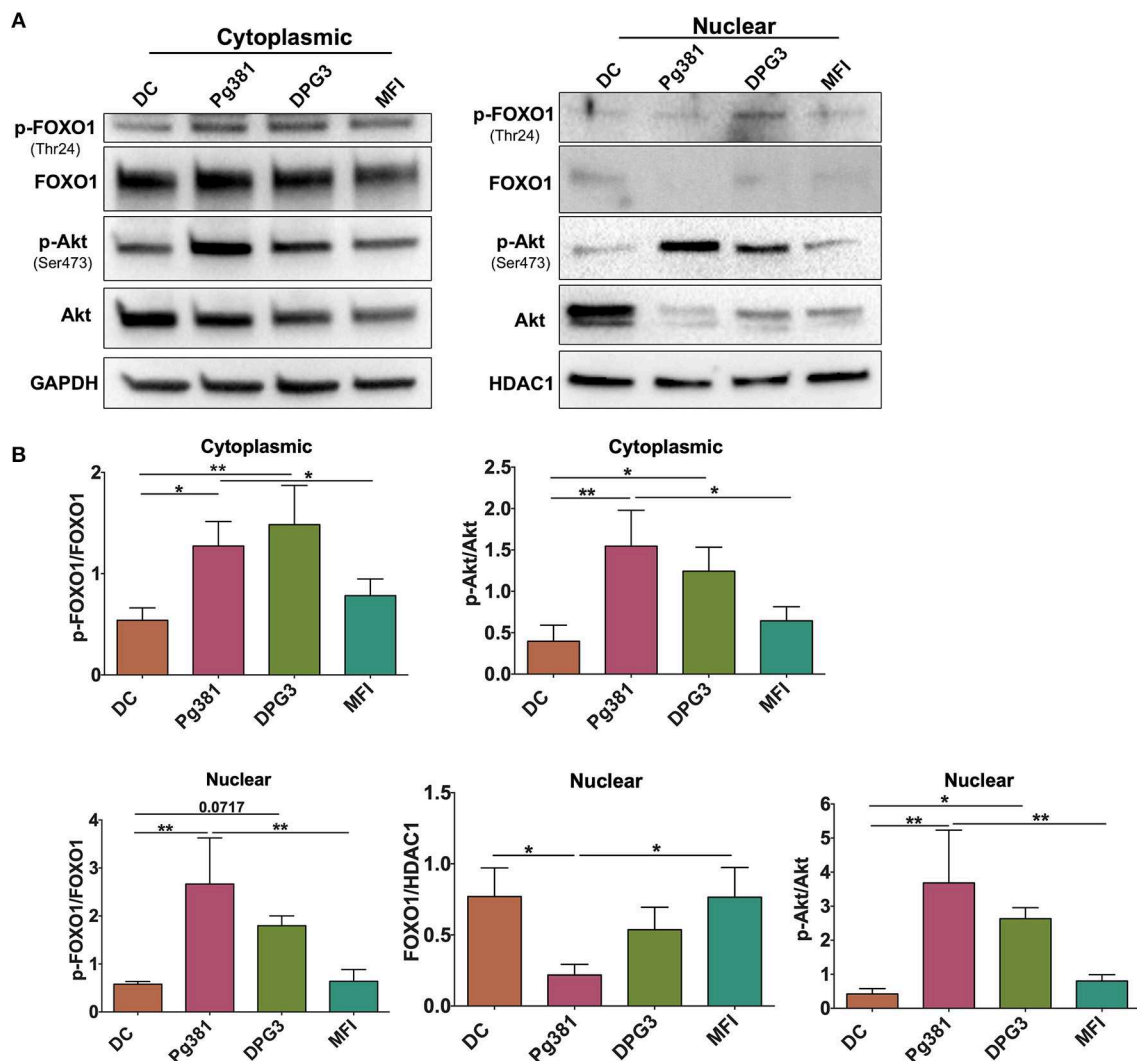 A
Cytoplasmic
DC Pg381 DPG3 MFI
p-FOXO1
(Thr24)
FOXO1
p-Akt
(Ser473)
Akt
GAPDH
Nuclear
DC Pg381 DPG3 MFI
p-FOXO1
(Thr24)
FOXO1
p-Akt
(Ser473)
Akt
HDAC1
B
Cytoplasmic
p-FOXO1/FOXO1
2
1
0
**
*
*
DC Pg381 DPG3 MFI
Cytoplasmic
p-Akt/Akt
2.5
2.0
1.5
1.0
0.5
0.0
*
**
*
DC Pg381 DPG3 MFI
Nuclear
p-FOXO1/FOXO1
4
3
2
1
0
0.0717
**
**
DC Pg381 DPG3 MFI
Nuclear
FOXO1/HDAC1
1.5
1.0
0.5
0.0
*
*
DC Pg381 DPG3 MFI
Nuclear
p-Akt/Akt
6
5
4
3
2
1
0
*
**
**
DC Pg381 DPG3 MFI